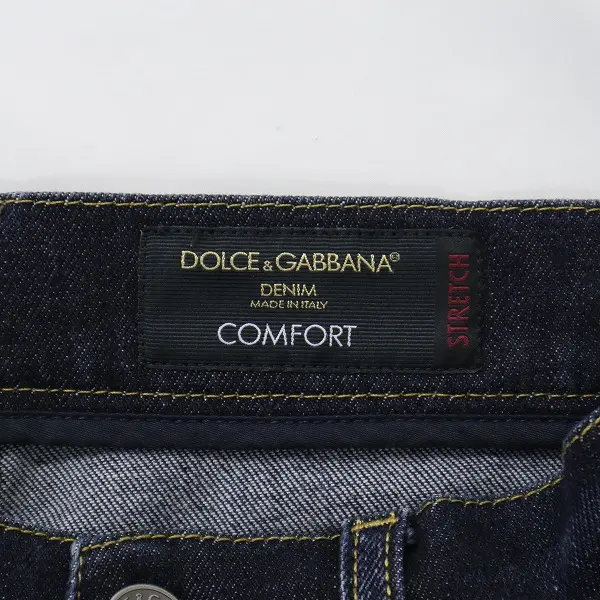 DOLCE & GABBANA®
DENIM
MADE IN ITALY
COMFORT
STRETCH